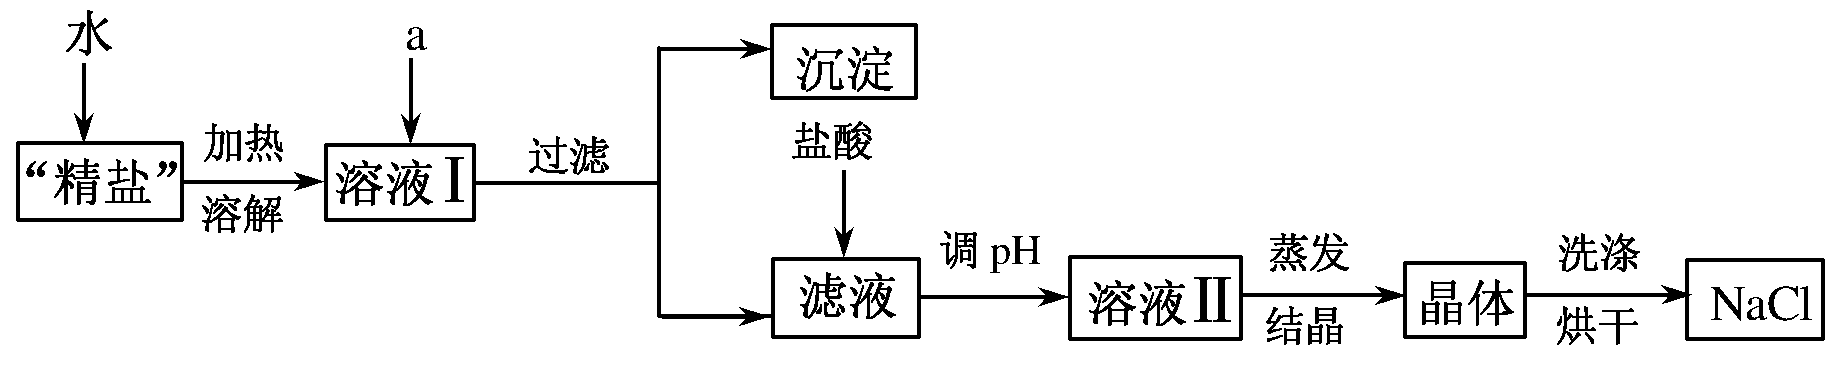 水
a
沉淀
“精盐”
加热
溶解
溶液Ⅰ
过滤
盐酸
滤液
调 pH
溶液Ⅱ
蒸发
结晶
晶体
洗涤
烘干
NaCl